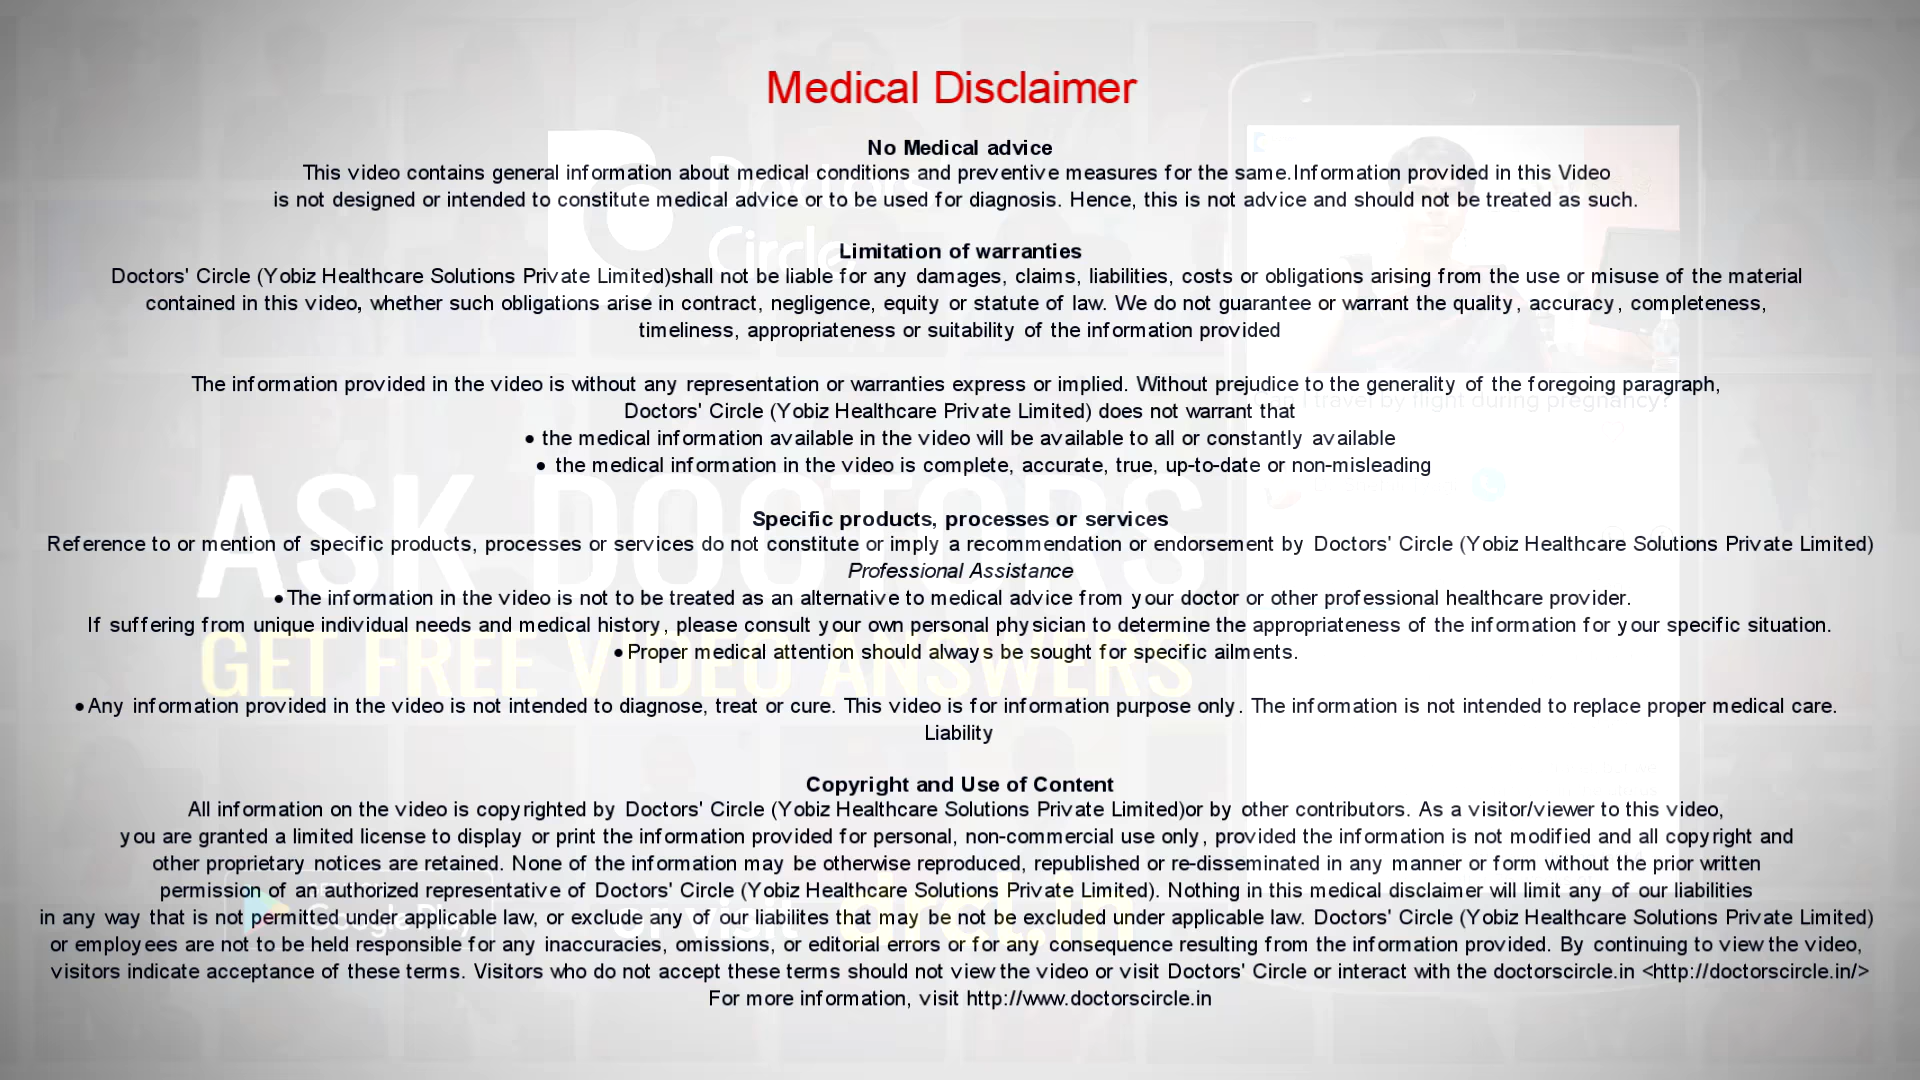 Medical Disclaimer
No Medical advice
This video contains general information about medical conditions and preventive measures for the same.Information provided in this Video
is not designed or intended to constitute medical advice or to be used for diagnosis. Hence, this is not advice and should not be treated as such.
Doctors
Circle
Limitation of warranties
Doctors' Circle (Yobiz Healthcare Solutions Private Limited)shall not be liable for any damages, claims, liabilities, costs or obligations arising from the use or misuse of the material
contained in this video, whether such obligations arise in contract, negligence, equity or statute of law. We do not guarantee or warrant the quality, accuracy, completeness,
timeliness, appropriateness or suitability of the information provided
The information provided in the video is without any representation or warranties express or implied. Without prejudice to the generality of the foregoing paragraph,
Can I travel by flight during pregnancy?
Doctors' Circle (Yobiz Healthcare Private Limited) does not warrant that
• the medical information available in the video will be available to all or constantly available
• the medical information in the video is complete, accurate, true, up-to-date or non-misleading
ASK DOCTORS
Specific products, processes or services
Reference to or mention of specific products, processes or services do not constitute or imply a recommendation or endorsement by Doctors' Circle (Yobiz Healthcare Solutions Private Limited)
Professional Assistance
•The information in the video is not to be treated as an alternative to medical advice from your doctor or other professional healthcare provider.
If suffering from unique individual needs and medical history, please consult your own personal physician to determine the appropriateness of the information for your specific situation.
•Proper medical attention should always be sought for specific ailments.
GET FREE VIDEO ANSWERS
•Any information provided in the video is not intended to diagnose, treat or cure. This video is for information purpose only. The information is not intended to replace proper medical care.
Liability
Copyright and Use of Content
All information on the video is copyrighted by Doctors' Circle (Yobiz Healthcare Solutions Private Limited)or by other contributors. As a visitor/viewer to this video,
you are granted a limited license to display or print the information provided for personal, non-commercial use only, provided the information is not modified and all copyright and
other proprietary notices are retained. None of the information may be otherwise reproduced, republished or re-disseminated in any manner or form without the prior written
permission of an authorized representative of Doctors' Circle (Yobiz Healthcare Solutions Private Limited). Nothing in this medical disclaimer will limit any of our liabilities
in any way that is not permitted under applicable law, or exclude any of our liabilites that may be not be excluded under applicable law. Doctors' Circle (Yobiz Healthcare Solutions Private Limited)
Google Play
or visit drcl.in
or employees are not to be held responsible for any inaccuracies, omissions, or editorial errors or for any consequence resulting from the information provided. By continuing to view the video,
visitors indicate acceptance of these terms. Visitors who do not accept these terms should not view the video or visit Doctors' Circle or interact with the doctorscircle.in <http://doctorscircle.in/>
For more information, visit http://www.doctorscircle.in